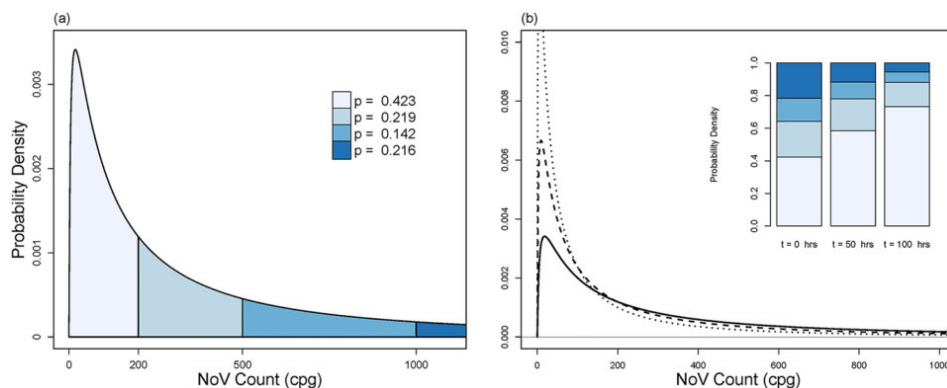 (a)
Probability Density
0.003
0.002
0.001
0
p = 0.423
p = 0.219
p = 0.142
p = 0.216
0
200
500
1000
NoV Count (cpg)
(b)
0.010
0.008
0.006
0.004
0.002
0.000
Probability Density
1.0
0.8
0.6
0.4
0.2
0.0
t = 0 hrs
t = 50 hrs
t = 100 hrs
0
200
400
600
800
1000
NoV Count (cpg)